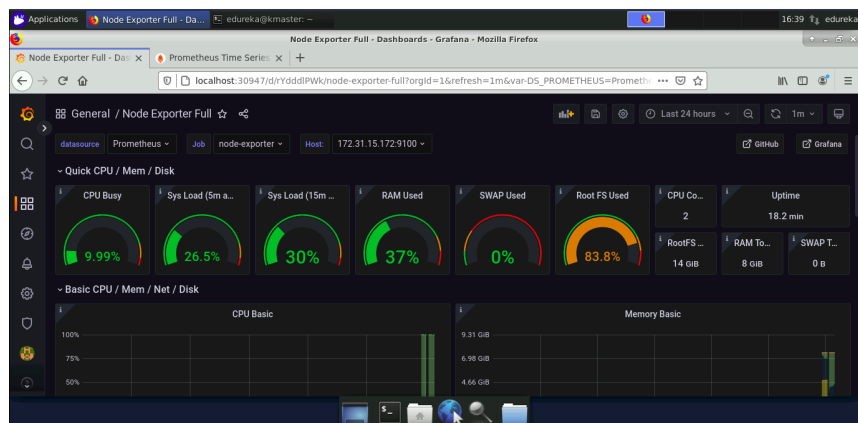 Applications
Node Exporter Full - Da...
edureka@kmaster: ~
16:39
edureka
Node Exporter Full - Dashboards - Grafana - Mozilla Firefox
Node Exporter Full - Das
Prometheus Time Series
localhost:30947/d/rYdddlPWk/node-exporter-full?orgId=1&refresh=1m&var-DS_PROMETHEUS=Prometh
General / Node Exporter Full
Last 24 hours
1m
datasource
Prometheus
Job
node-exporter
Host:
172.31.15.172:9100
GitHub
Grafana
Quick CPU / Mem / Disk
CPU Busy
9.99%
Sys Load (5m a...
26.5%
Sys Load (15m ...
30%
RAM Used
37%
SWAP Used
0%
Root FS Used
83.8%
CPU Co...
2
Uptime
18.2 min
RootFS ...
14 GiB
RAM To...
8 GiB
SWAP T...
0 B
Basic CPU / Mem / Net / Disk
CPU Basic
100%
75%
50%
Memory Basic
9.31 GiB
6.98 GiB
4.66 GiB